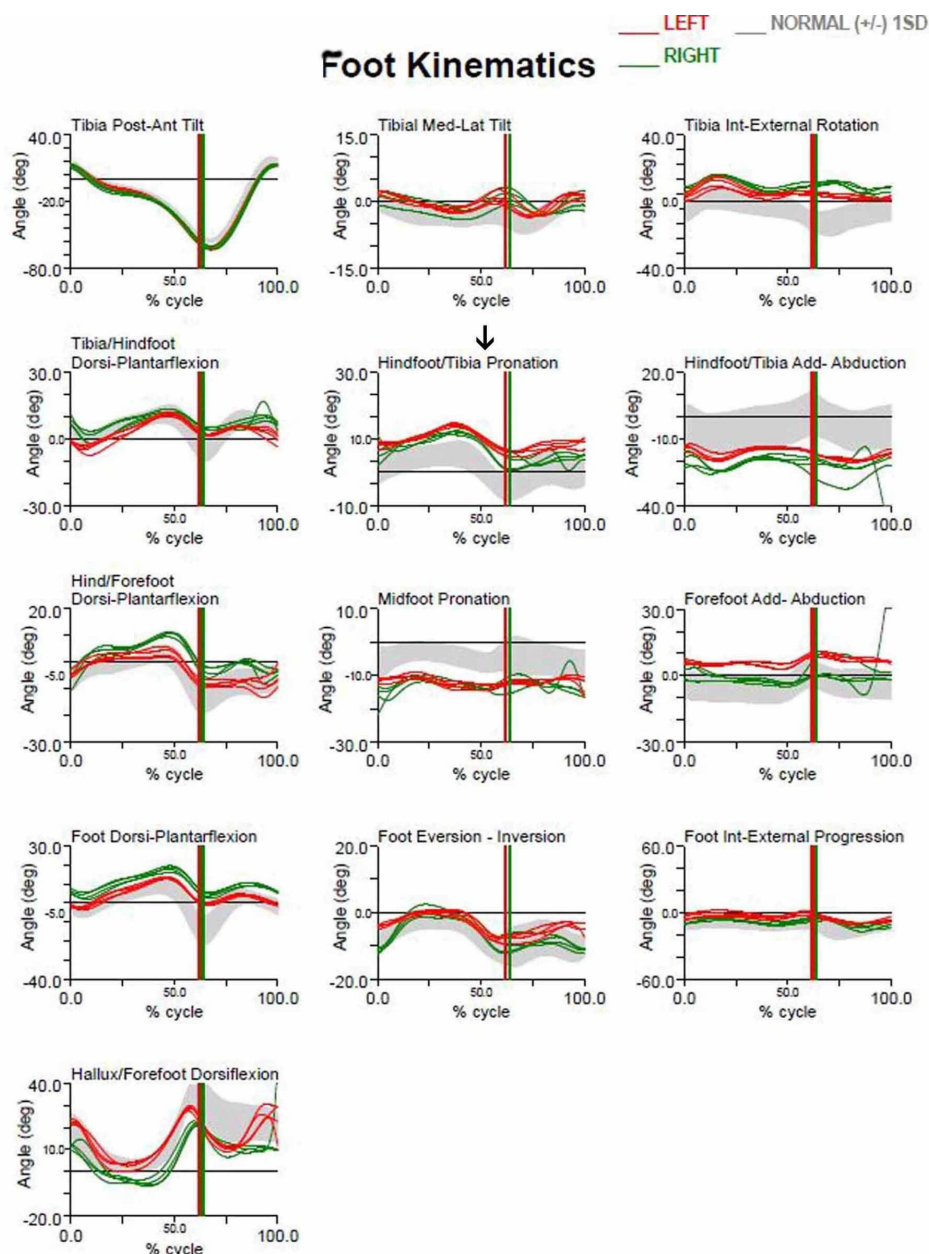 LEFT NORMAL (+/-) 1SD
RIGHT
Foot Kinematics
Tibia Post-Ant Tilt
Angle (deg)
40.0
-20.0
-80.0
0.0 50.0 100.0
% cycle
Tibial Med-Lat Tilt
Angle (deg)
15.0
0.0
-15.0
0.0 50.0 100.0
% cycle
Tibia Int-External Rotation
Angle (deg)
40.0
0.0
-40.0
0.0 50.0 100.0
% cycle
Tibia/Hindfoot
Dorsi-Plantarflexion
Angle (deg)
30.0
0.0
-30.0
0.0 50.0 100.0
% cycle
Hindfoot/Tibia Pronation
Angle (deg)
30.0
10.0
-10.0
0.0 50.0 100.0
% cycle
Hindfoot/Tibia Add- Abduction
Angle (deg)
20.0
-10.0
-40.0
0.0 50.0 100.0
% cycle
Hind/Forefoot
Dorsi-Plantarflexion
Angle (deg)
20.0
-5.0
-30.0
0.0 50.0 100.0
% cycle
Midfoot Pronation
Angle (deg)
10.0
-10.0
-30.0
0.0 50.0 100.0
% cycle
Forefoot Add- Abduction
Angle (deg)
30.0
0.0
-30.0
0.0 50.0 100.0
% cycle
Foot Dorsi-Plantarflexion
Angle (deg)
30.0
-5.0
-40.0
0.0 50.0 100.0
% cycle
Foot Eversion - Inversion
Angle (deg)
20.0
0.0
-20.0
0.0 50.0 100.0
% cycle
Foot Int-External Progression
Angle (deg)
60.0
0.0
-60.0
0.0 50.0 100.0
% cycle
Hallux/Forefoot Dorsiflexion
Angle (deg)
40.0
10.0
-20.0
0.0 50.0 100.0
% cycle